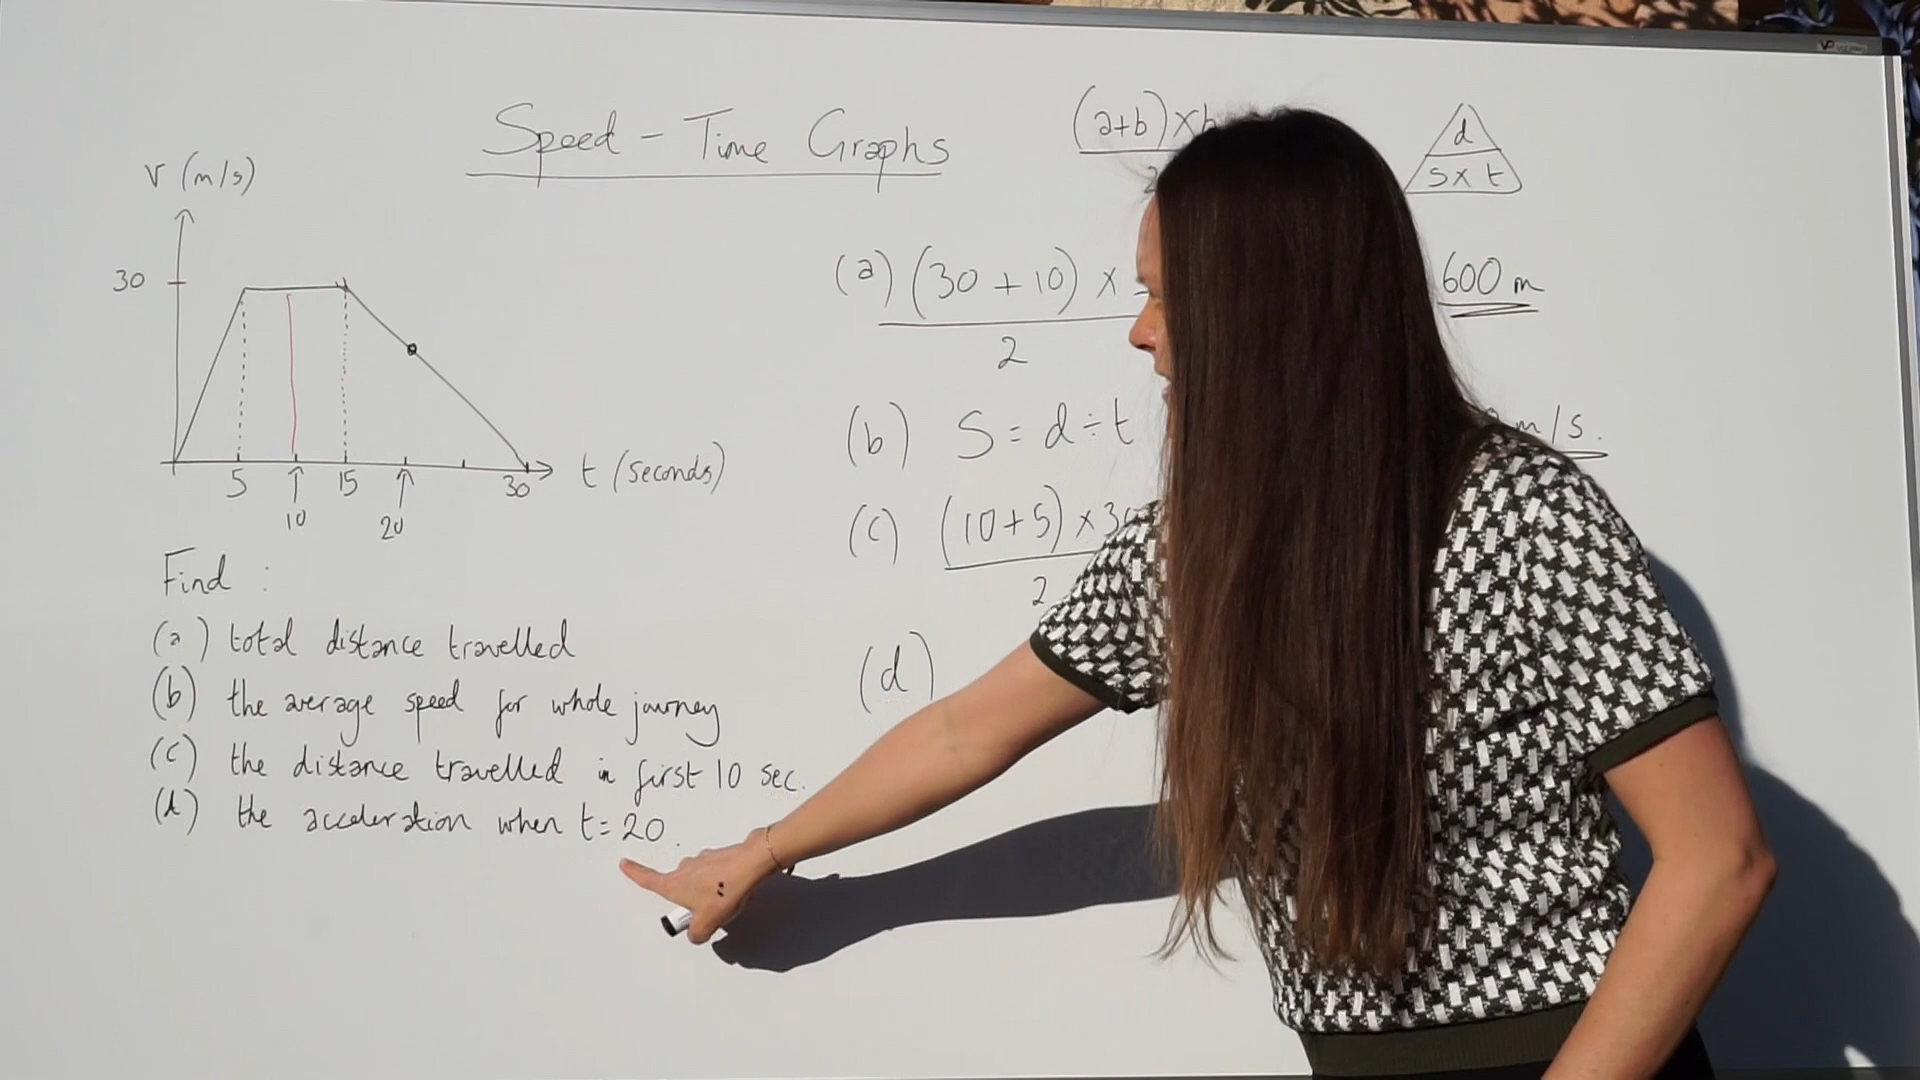 Speed - Time Graphs
(a+b)×h
2
d
s × t
v (m/s)
30
5
15
30
t (seconds)
10
20
Find :
(a) total distance travelled
(b) the average speed for whole journey
(c) the distance travelled in first 10 sec.
(d) the acceleration when t=20.
(a) (30 + 10) ×
2
600 m
(b) S = d ÷ t
m/s.
(c) (10+5) × 30
2
(d)